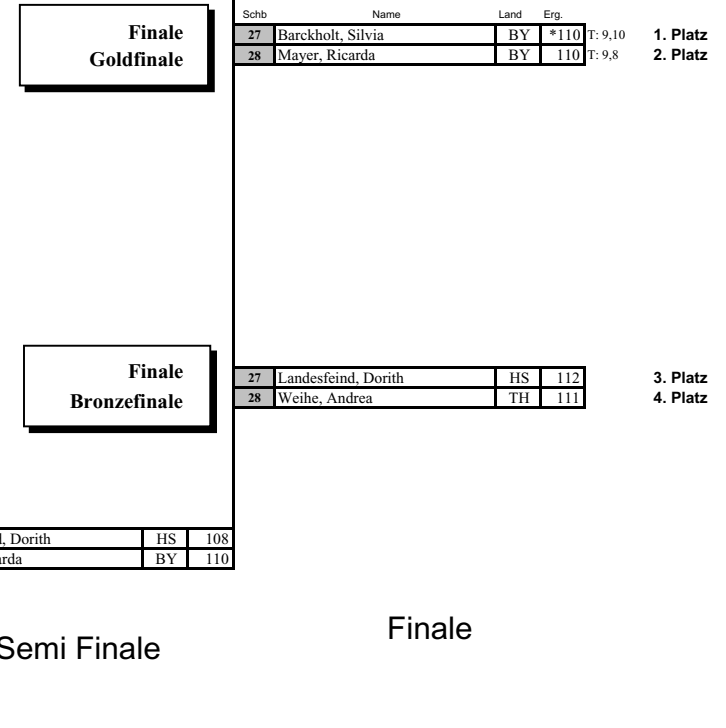 Schb Name Land Erg.
Finale
Goldfinale
27 Barckholt, Silvia BY *110 T: 9,10 1. Platz
28 Mayer, Ricarda BY 110 T: 9,8 2. Platz
Finale
Bronzefinale
27 Landesfeind, Dorith HS 112 3. Platz
28 Weihe, Andrea TH 111 4. Platz
, Dorith HS 108
BY 110
Semi Finale
Finale